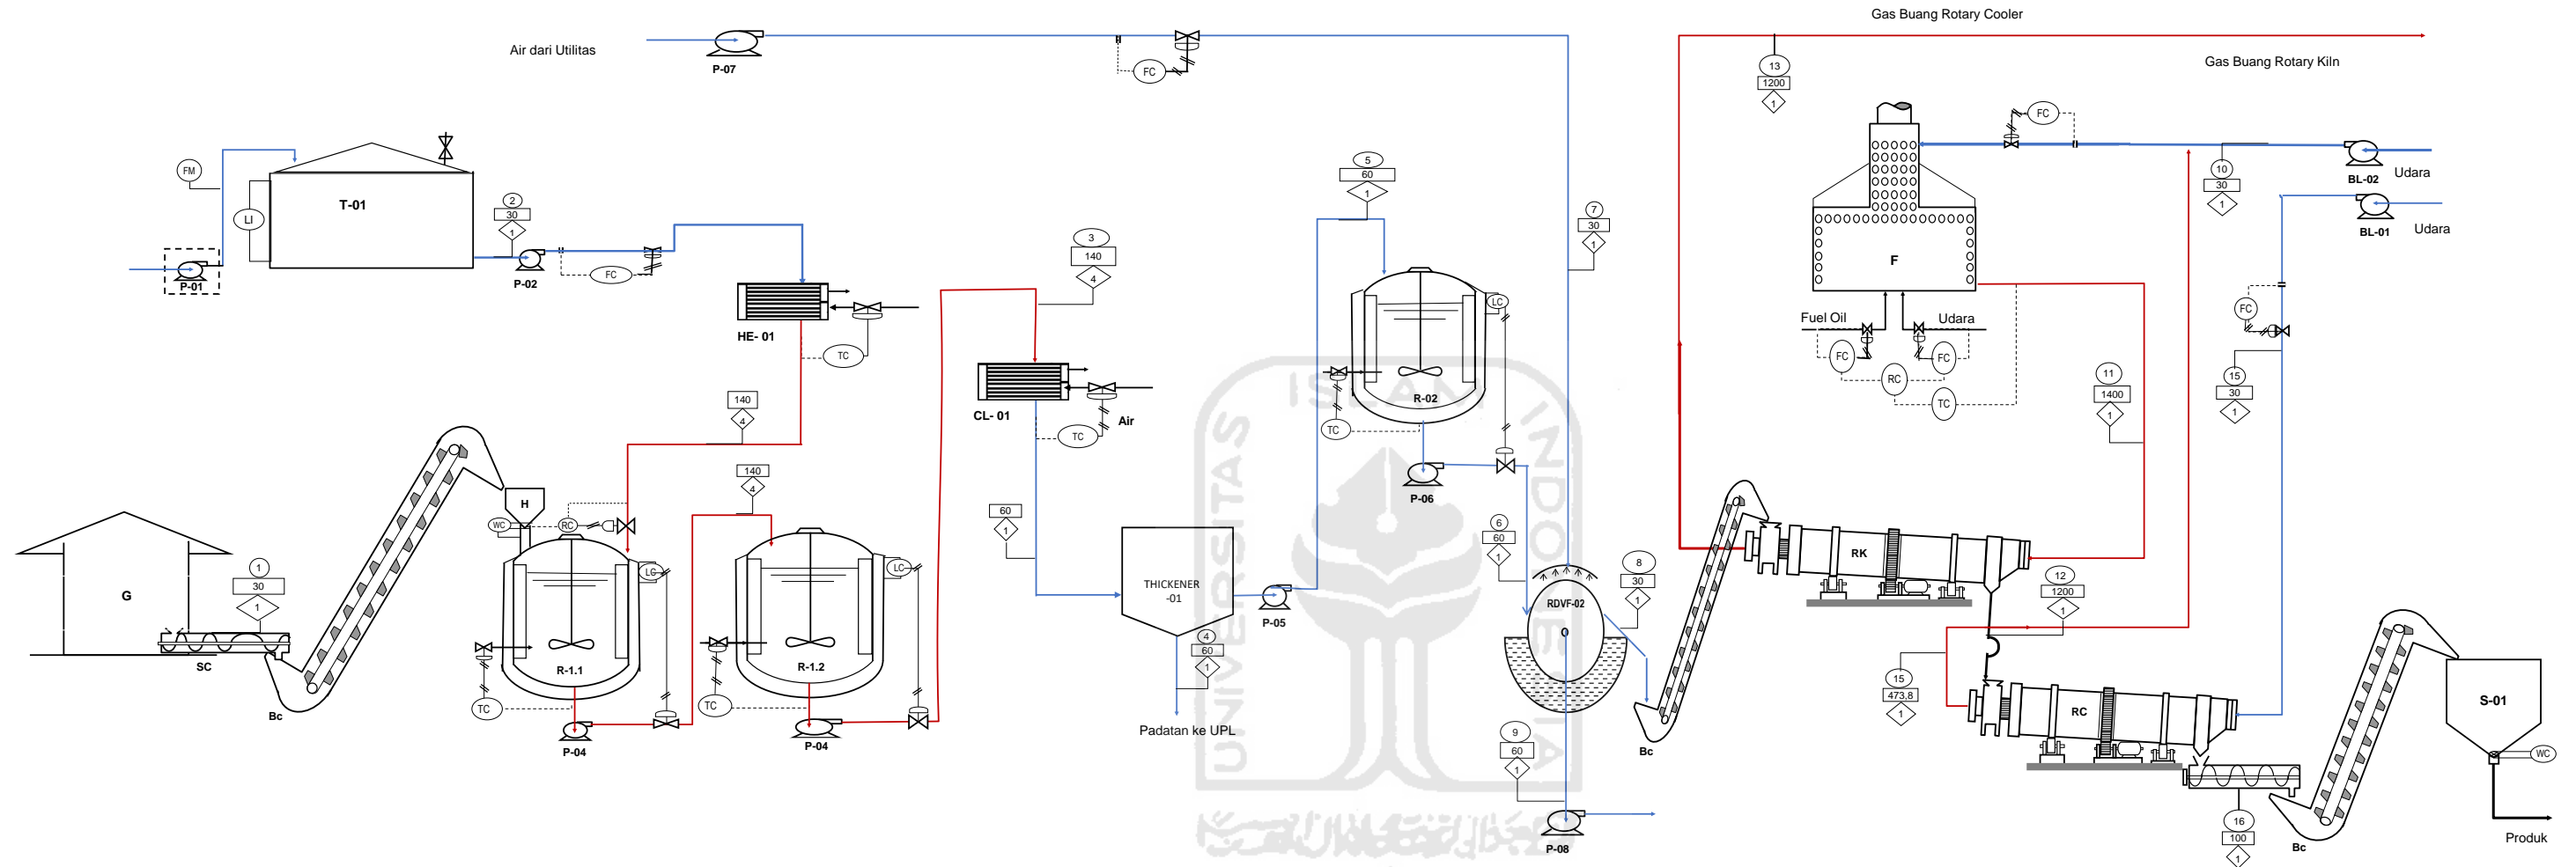 Gas Buang Rotary Cooler
Air dari Utilitas
P-07
FC
13
1200
1
Gas Buang Rotary Kiln
FC
BL-02
Udara
10
30
1
BL-01
Udara
FM
LI
T-01
P-01
2
30
1
P-02
FC
HE- 01
TC
3
140
4
CL- 01
TC
Air
5
60
1
7
30
1
LC
R-02
TC
P-06
F
Fuel Oil
Udara
FC
FC
RC
TC
11
1400
1
FC
15
30
1
140
4
140
4
60
1
G
1
30
1
SC
Bc
H
WC
RC
LC
R-1.1
TC
P-04
LC
R-1.2
TC
P-04
THICKENER
-01
P-05
4
60
1
Padatan ke UPL
6
60
1
RDVF-02
8
30
1
9
60
1
P-08
Bc
RK
12
1200
1
15
473,8
1
RC
16
100
1
Bc
S-01
WC
Produk
UNIVERSITAS
ISLAM
INDONESIA